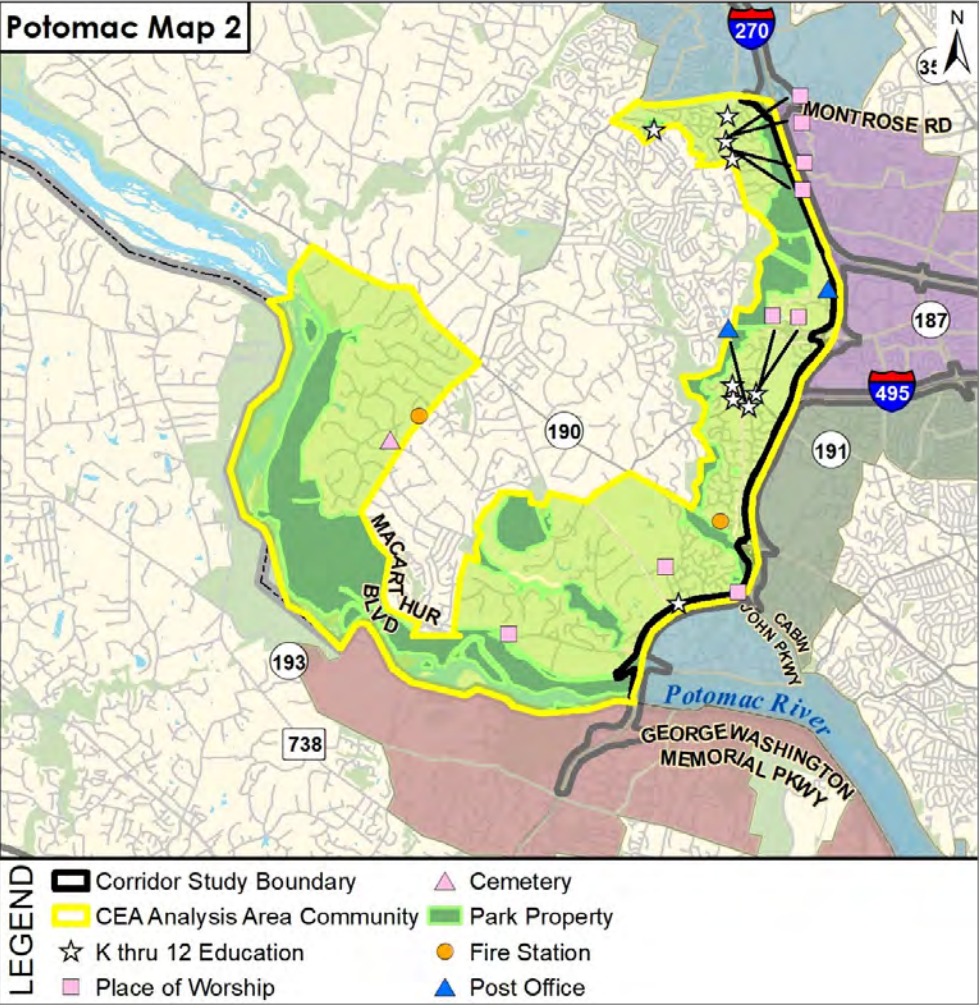 Potomac Map 2
N
270
35
MONTROSE RD
187
495
190
191
MACARTHUR
BLVD
CABIN
JOHN PKWY
193
Potomac River
738
GEORGE WASHINGTON
MEMORIAL PKWY
LEGEND
Corridor Study Boundary
CEA Analysis Area Community
K thru 12 Education
Place of Worship
Cemetery
Park Property
Fire Station
Post Office